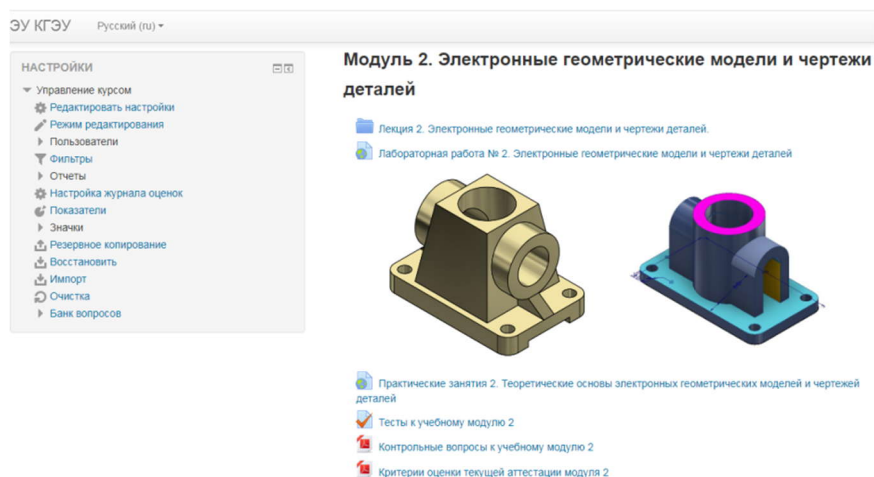 ЭУ КГЭУ Русский (ru)
НАСТРОЙКИ
Управление курсом
Редактировать настройки
Режим редактирования
Пользователи
Фильтры
Отчеты
Настройка журнала оценок
Показатели
Значки
Резервное копирование
Восстановить
Импорт
Очистка
Банк вопросов
Модуль 2. Электронные геометрические модели и чертежи
деталей
Лекция 2. Электронные геометрические модели и чертежи деталей.
Лабораторная работа № 2. Электронные геометрические модели и чертежи деталей
Практические занятия 2. Теоретические основы электронных геометрических моделей и чертежей
деталей
Тесты к учебному модулю 2
Контрольные вопросы к учебному модулю 2
Критерии оценки текущей аттестации модуля 2